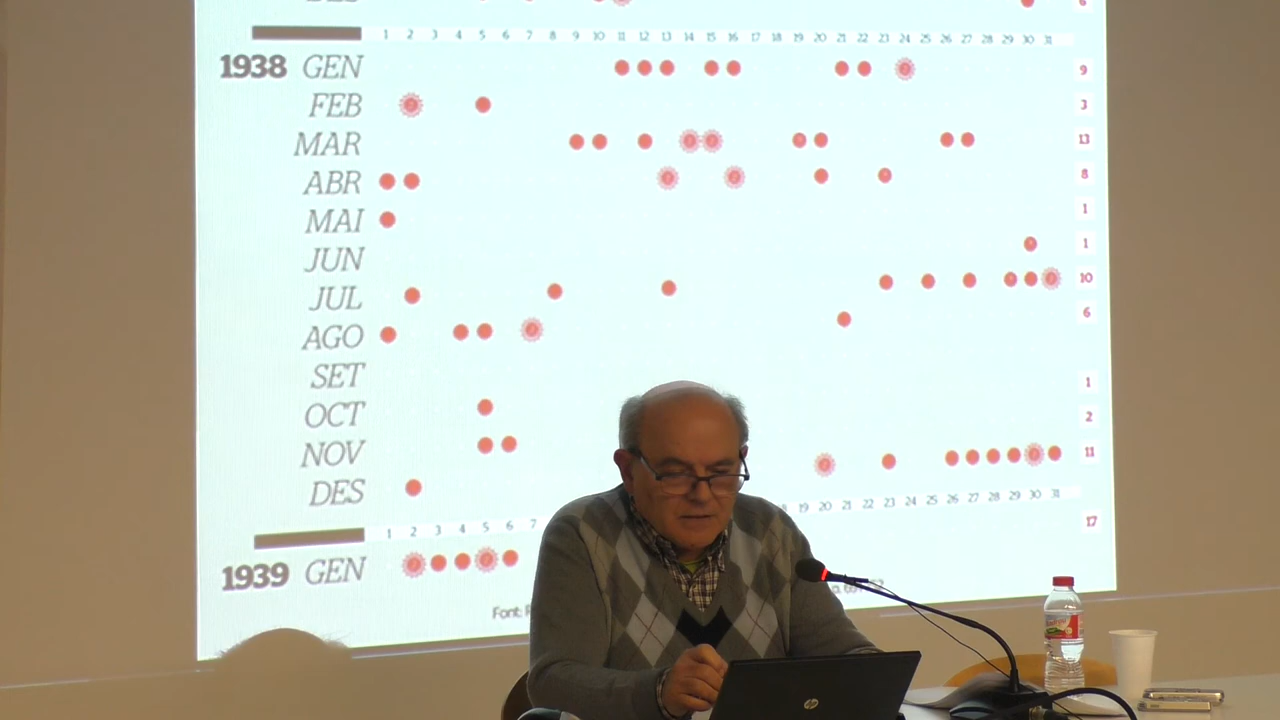 1 2 3 4 5 6 7 8 9 10 11 12 13 14 15 16 17 18 19 20 21 22 23 24 25 26 27 28 29 30 31
1938 GEN 9
FEB 3
MAR 13
ABR 8
MAI 1
JUN 1
JUL 10
AGO 6
SET 1
OCT 2
NOV 11
DES
1 2 3 4 5 6 7 19 20 21 22 23 24 25 26 27 28 29 30 31
17
1939 GEN
Font:
hp